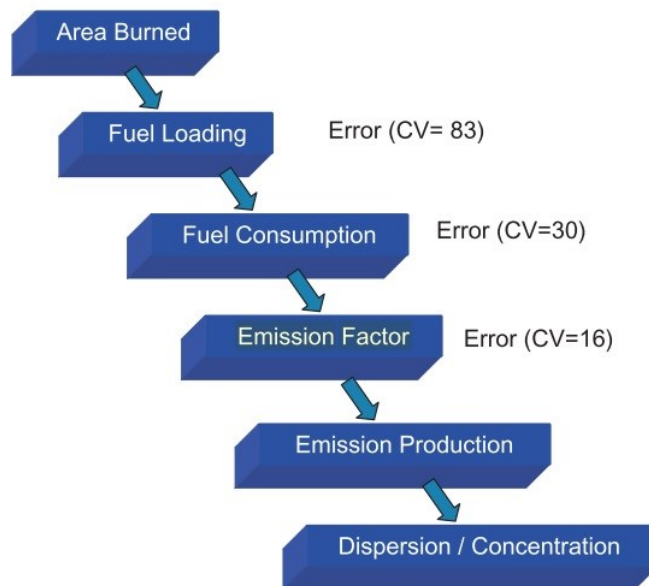 Area Burned
Fuel Loading
Error (CV= 83)
Fuel Consumption
Error (CV=30)
Emission Factor
Error (CV=16)
Emission Production
Dispersion / Concentration